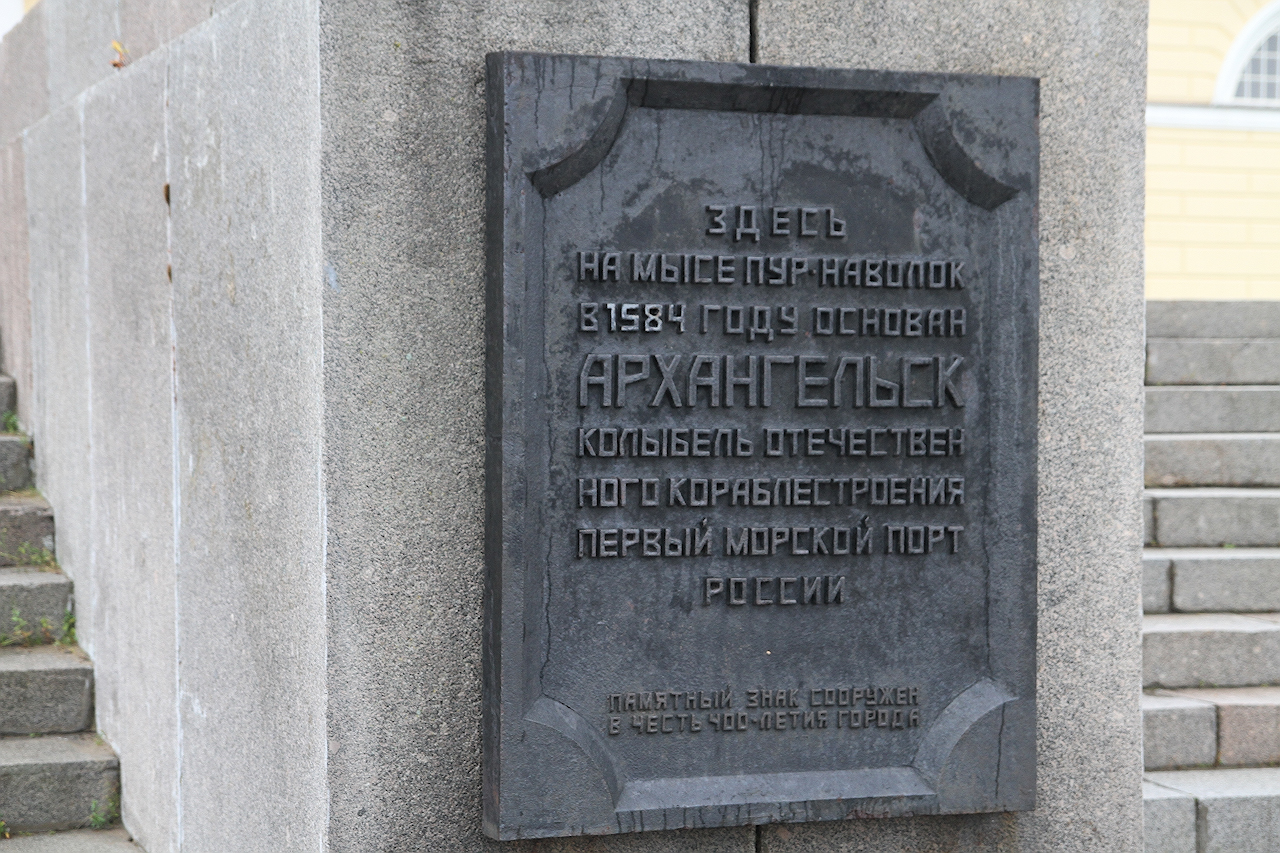 ЗДЕСЬ
НА МЫСЕ ПУР-НАВОЛОК
В 1584 ГОДУ ОСНОВАН
АРХАНГЕЛЬСК
КОЛЫБЕЛЬ ОТЕЧЕСТВЕН
НОГО КОРАБЛЕСТРОЕНИЯ
ПЕРВЫЙ МОРСКОЙ ПОРТ
РОССИИ
ПАМЯТНЫЙ ЗНАК СООРУЖЕН
В ЧЕСТЬ 400-ЛЕТИЯ ГОРОДА